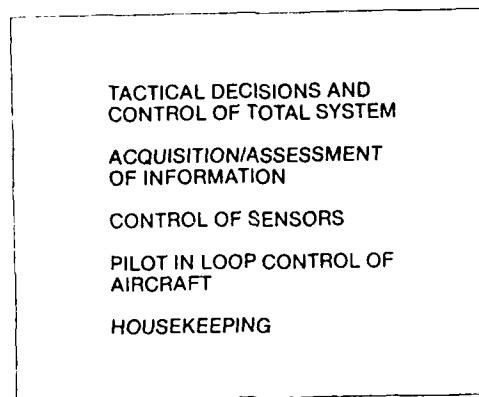 TACTICAL DECISIONS AND
CONTROL OF TOTAL SYSTEM
ACQUISITION/ASSESSMENT
OF INFORMATION
CONTROL OF SENSORS
PILOT IN LOOP CONTROL OF
AIRCRAFT
HOUSEKEEPING